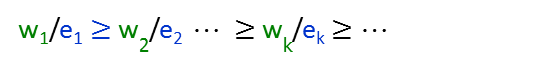 w₁/e₁ ≥ w₂/e₂ ⋯ ≥ wₖ/eₖ ≥ ⋯